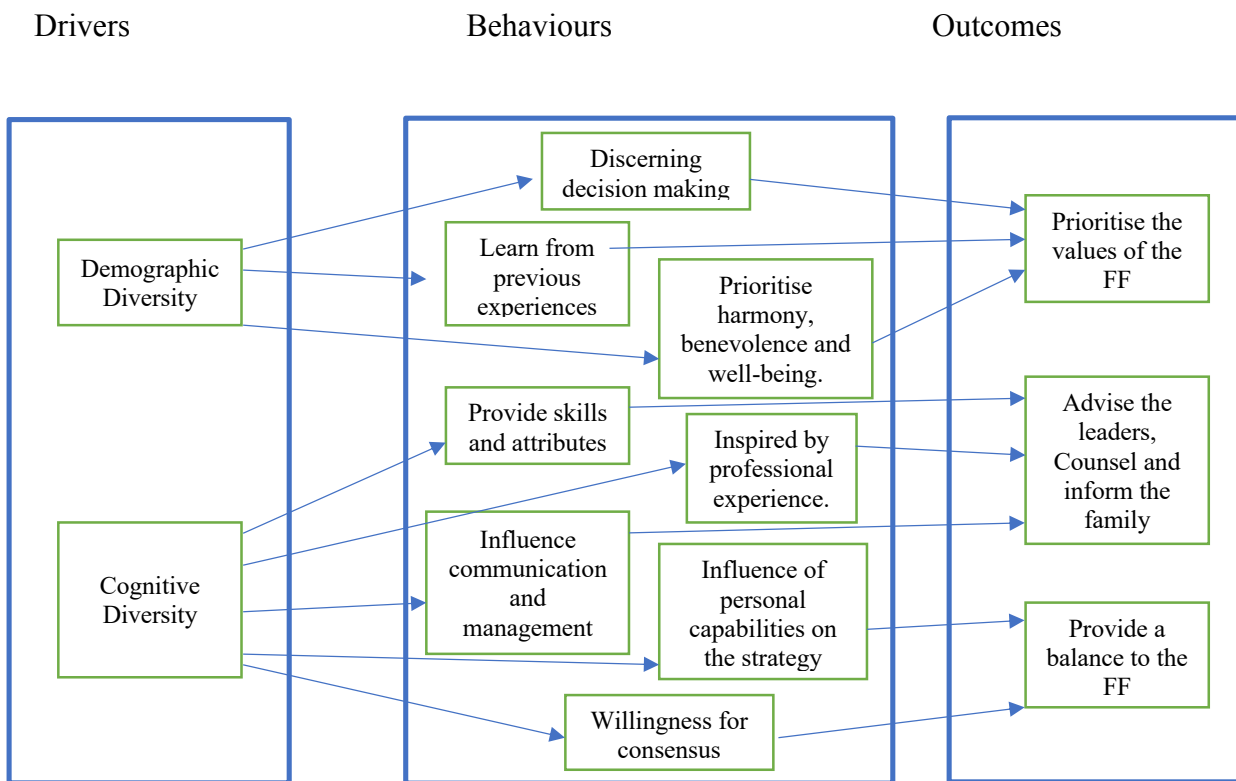 Drivers
Behaviours
Outcomes
Demographic
Diversity
Cognitive
Diversity
Discerning
decision making
Learn from
previous
experiences
Prioritise
harmony,
benevolence and
well-being.
Provide skills
and attributes
Inspired by
professional
experience.
Influence
communication
and
management
Influence of
personal
capabilities on
the strategy
Willingness for
consensus
Prioritise the
values of the
FF
Advise the
leaders,
Counsel and
inform the
family
Provide a
balance to the
FF